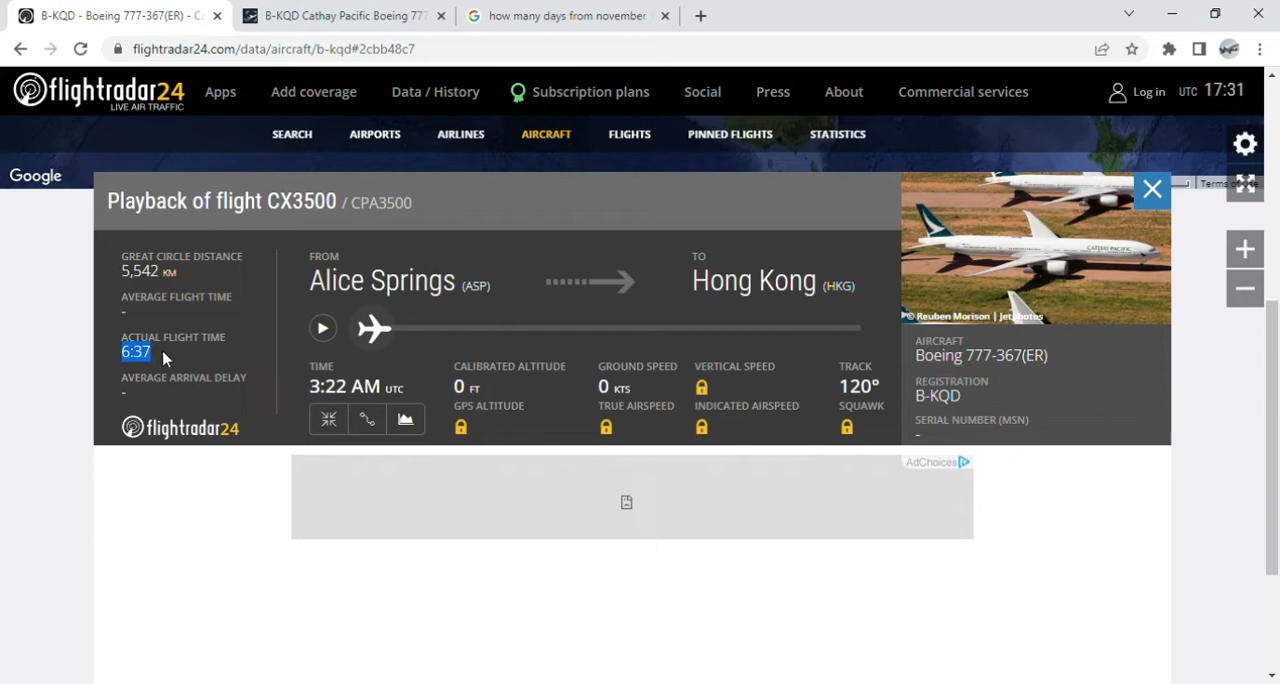 B-KQD - Boeing 777-367(ER) - Ca
B-KQD Cathay Pacific Boeing 777
how many days from november
flightradar24.com/data/aircraft/b-kqd#2cbb48c7
flightradar24
LIVE AIR TRAFFIC
Apps
Add coverage
Data / History
Subscription plans
Social
Press
About
Commercial services
Log in
UTC 17:31
SEARCH
AIRPORTS
AIRLINES
AIRCRAFT
FLIGHTS
PINNED FLIGHTS
STATISTICS
Google
Playback of flight CX3500 / CPA3500
GREAT CIRCLE DISTANCE
5,542 KM
AVERAGE FLIGHT TIME
-
ACTUAL FLIGHT TIME
6:37
AVERAGE ARRIVAL DELAY
-
flightradar24
FROM
Alice Springs (ASP)
TO
Hong Kong (HKG)
TIME
3:22 AM UTC
CALIBRATED ALTITUDE
0 FT
GPS ALTITUDE
GROUND SPEED
0 KTS
TRUE AIRSPEED
VERTICAL SPEED
INDICATED AIRSPEED
TRACK
120°
SQUAWK
CATHAY PACIFIC
© Reuben Morison | Jetphotos
AIRCRAFT
Boeing 777-367(ER)
REGISTRATION
B-KQD
SERIAL NUMBER (MSN)
-
AdChoices